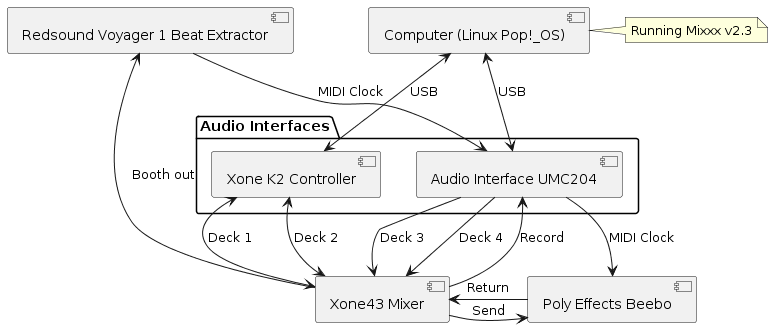 Redsound Voyager 1 Beat Extractor
Computer (Linux Pop!_OS)
Running Mixxx v2.3
MIDI Clock
USB
USB
Audio Interfaces
Xone K2 Controller
Audio Interface UMC204
Booth out
Deck 1
Deck 2
Deck 3
Deck 4
Record
MIDI Clock
Xone43 Mixer
Return
Send
Poly Effects Beebo